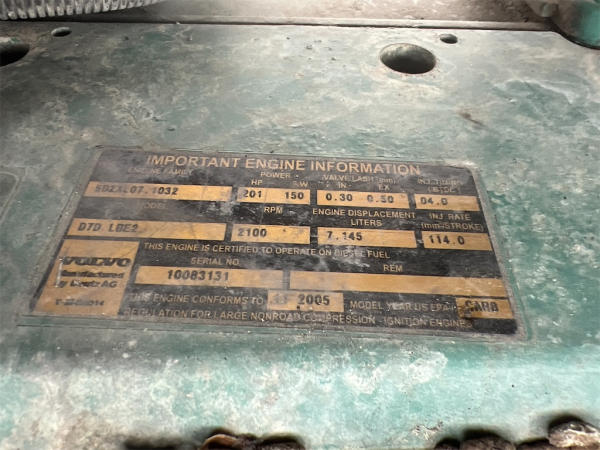 IMPORTANT ENGINE INFORMATION
ENGINE FAMILY POWER VALVE LASH (mm) INJ. TIMING
HP KW IN. EX (BTDC)
5DZXL07.1032 201 150 0.30 0.50 04.0
CODE RPM ENGINE DISPLACEMENT INJ RATE
LITERS (mm³/STROKE)
D7D LBE2 2100 7.145 114.0
THIS ENGINE IS CERTIFIED TO OPERATE ON DIESEL FUEL
SERIAL NO. REM
VOLVO 10083131
Manufactured
by Deutz AG
THIS ENGINE CONFORMS TO 2005 MODEL YEAR US EPA CARB
REGULATION FOR LARGE NONROAD COMPRESSION - IGNITION ENGINE